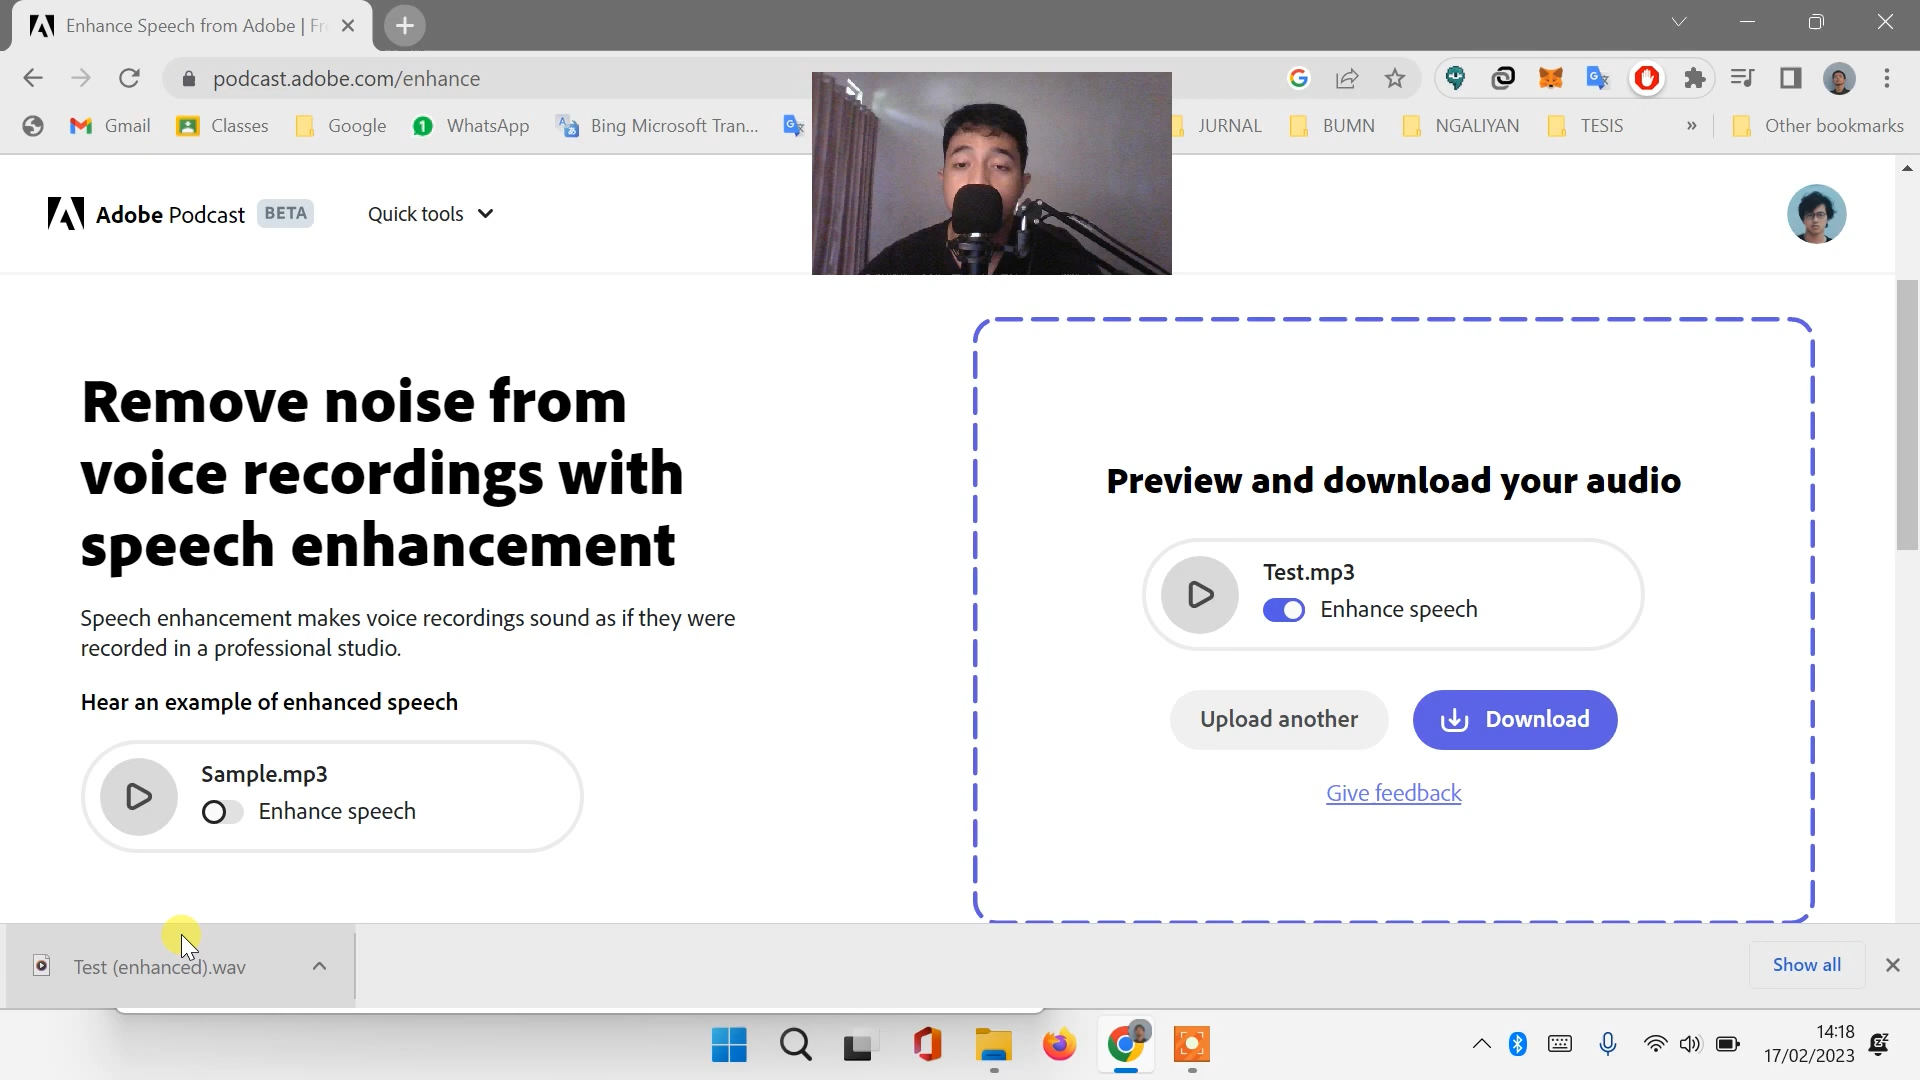 Enhance Speech from Adobe | Fr
podcast.adobe.com/enhance
Gmail
Classes
Google
WhatsApp
Bing Microsoft Tran...
JURNAL
BUMN
NGALIYAN
TESIS
»
Other bookmarks
Adobe Podcast BETA
Quick tools
Remove noise from
voice recordings with
speech enhancement
Speech enhancement makes voice recordings sound as if they were
recorded in a professional studio.
Hear an example of enhanced speech
Sample.mp3
Enhance speech
Preview and download your audio
Test.mp3
Enhance speech
Upload another
Download
Give feedback
Test (enhanced).wav
Show all
14:18
17/02/2023